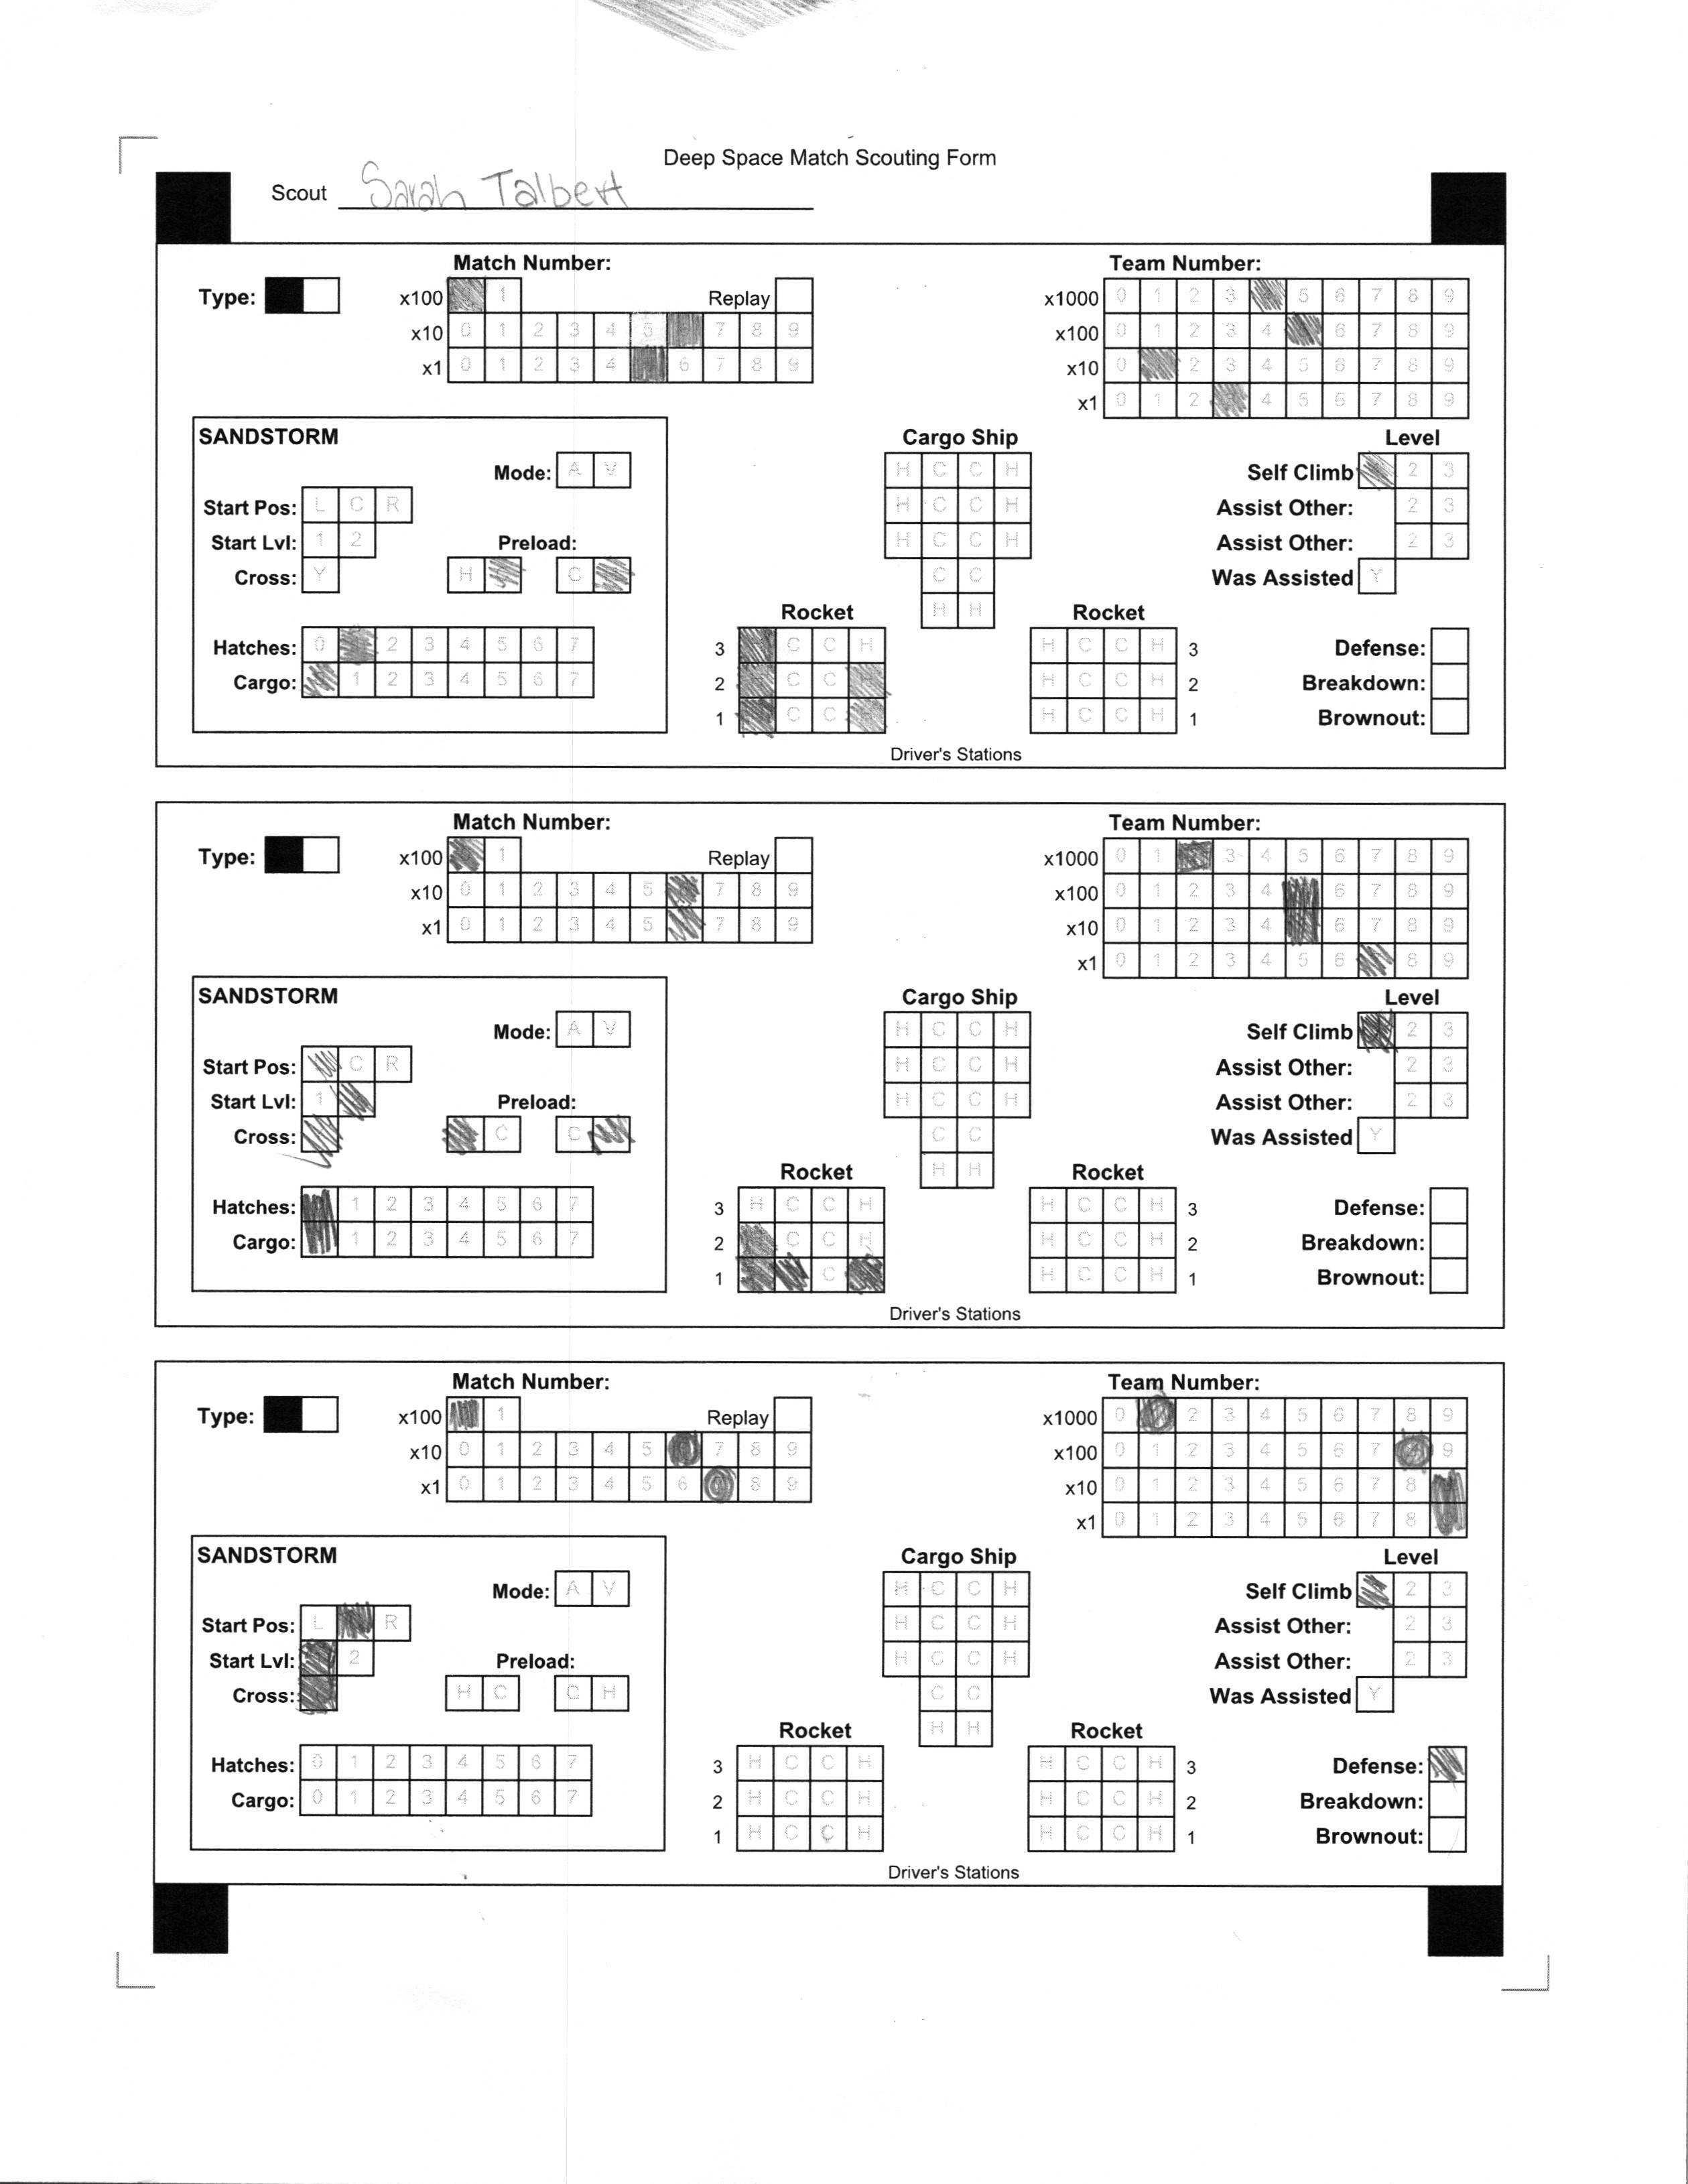 Deep Space Match Scouting Form
Scout Sarah Talbert
Match Number: Team Number:
Type: x100 1 Replay x1000 0 1 2 3 5 6 7 8 9
x10 0 1 2 3 4 5 7 8 9 x100 0 1 2 3 4 6 7 8 9
x1 0 1 2 3 4 6 7 8 9 x10 0 2 3 4 5 6 7 8 9
x1 0 1 2 4 5 6 7 8 9
SANDSTORM Cargo Ship Level
Mode: A V H C C H Self Climb 2 3
Start Pos: L C R H C C H Assist Other: 2 3
Start Lvl: 1 2 Preload: H C C H Assist Other: 2 3
Cross: Y H C C C Was Assisted Y
H H
Rocket Rocket
Hatches: 0 2 3 4 5 6 7 3 C C H H C C H 3 Defense:
Cargo: 1 2 3 4 5 6 7 2 C C H C C H 2 Breakdown:
1 C C H C C H 1 Brownout:
Driver's Stations
Match Number: Team Number:
Type: x100 1 Replay x1000 0 1 3 4 5 6 7 8 9
x10 0 1 2 3 4 5 7 8 9 x100 0 1 2 3 4 6 7 8 9
x1 0 1 2 3 4 5 7 8 9 x10 0 1 2 3 4 6 7 8 9
x1 0 1 2 3 4 5 6 8 9
SANDSTORM Cargo Ship Level
Mode: A V H C C H Self Climb 2 3
Start Pos: C R H C C H Assist Other: 2 3
Start Lvl: 1 Preload: H C C H Assist Other: 2 3
Cross: C C C C Was Assisted Y
H H
Rocket Rocket
Hatches: 1 2 3 4 5 6 7 3 H C C H H C C H 3 Defense:
Cargo: 1 2 3 4 5 6 7 2 C C H H C C H 2 Breakdown:
1 C H C C H 1 Brownout:
Driver's Stations
Match Number: Team Number:
Type: x100 1 Replay x1000 0 2 3 4 5 6 7 8 9
x10 0 1 2 3 4 5 7 8 9 x100 0 1 2 3 4 5 6 7 9
x1 0 1 2 3 4 5 6 8 9 x10 0 1 2 3 4 5 6 7 8
x1 0 1 2 3 4 5 6 7 8
SANDSTORM Cargo Ship Level
Mode: A V H C C H Self Climb 2 3
Start Pos: L R H C C H Assist Other: 2 3
Start Lvl: 2 Preload: H C C H Assist Other: 2 3
Cross: H C C H C C Was Assisted Y
H H
Rocket Rocket
Hatches: 0 1 2 3 4 5 6 7 3 H C C H H C C H 3 Defense:
Cargo: 0 1 2 3 4 5 6 7 2 H C C H H C C H 2 Breakdown:
1 H C C H H C C H 1 Brownout:
Driver's Stations